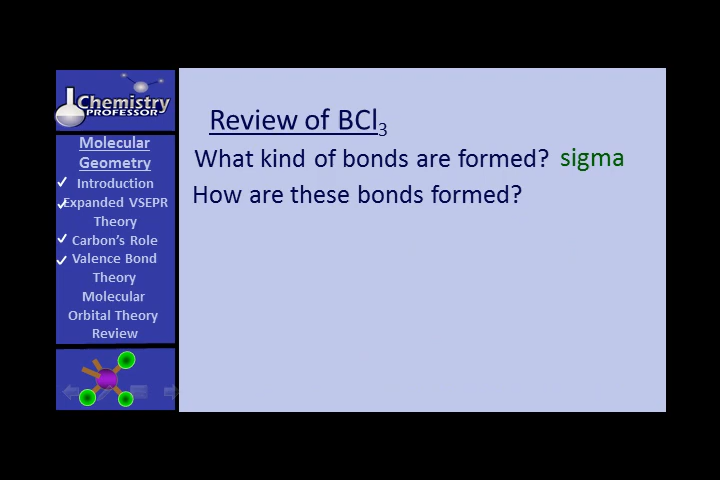 Chemistry
PROFESSOR
Molecular
Geometry
Introduction
Expanded VSEPR
Theory
Carbon's Role
Valence Bond
Theory
Molecular
Orbital Theory
Review
Review of BCl₃
What kind of bonds are formed? sigma
How are these bonds formed?